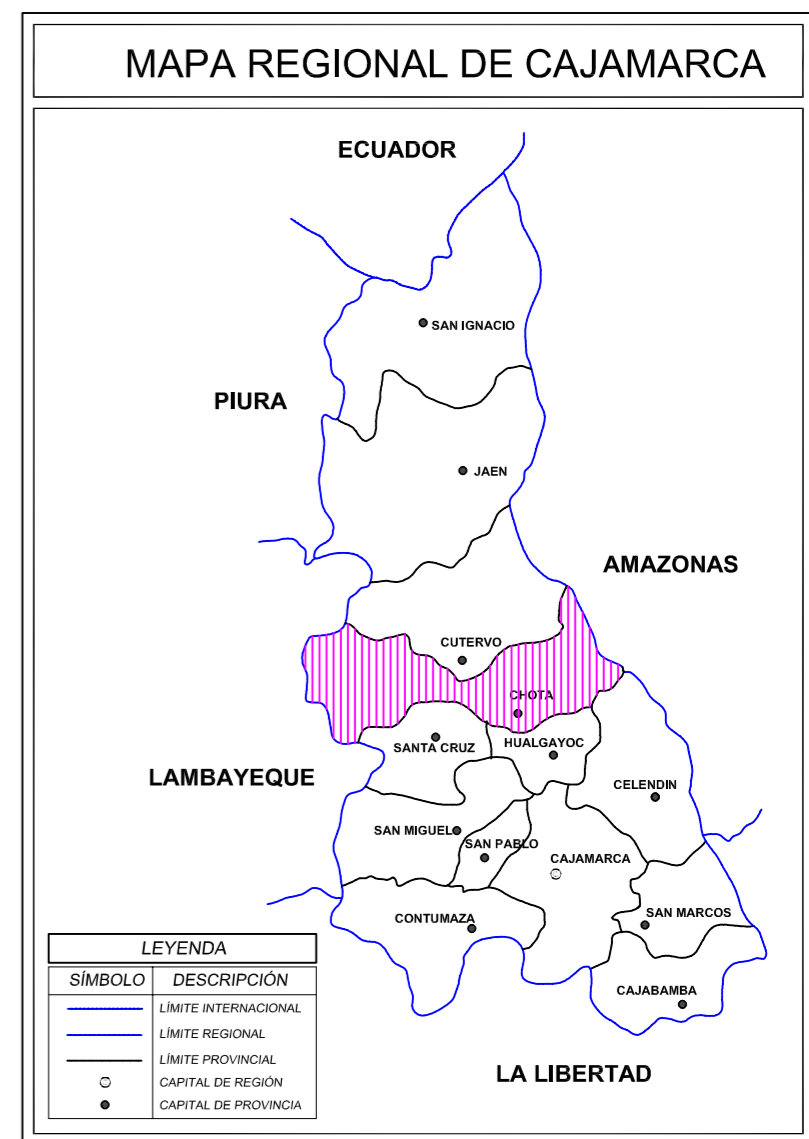 MAPA REGIONAL DE CAJAMARCA
ECUADOR
SAN IGNACIO
PIURA
JAEN
AMAZONAS
CUTERVO
CHOTA
SANTA CRUZ
HUALGAYOC
LAMBAYEQUE
CELENDIN
SAN MIGUEL
SAN PABLO
CAJAMARCA
CONTUMAZA
SAN MARCOS
CAJABAMBA
LA LIBERTAD
LEYENDA
SÍMBOLO DESCRIPCIÓN
LÍMITE INTERNACIONAL
LÍMITE REGIONAL
LÍMITE PROVINCIAL
CAPITAL DE REGIÓN
CAPITAL DE PROVINCIA